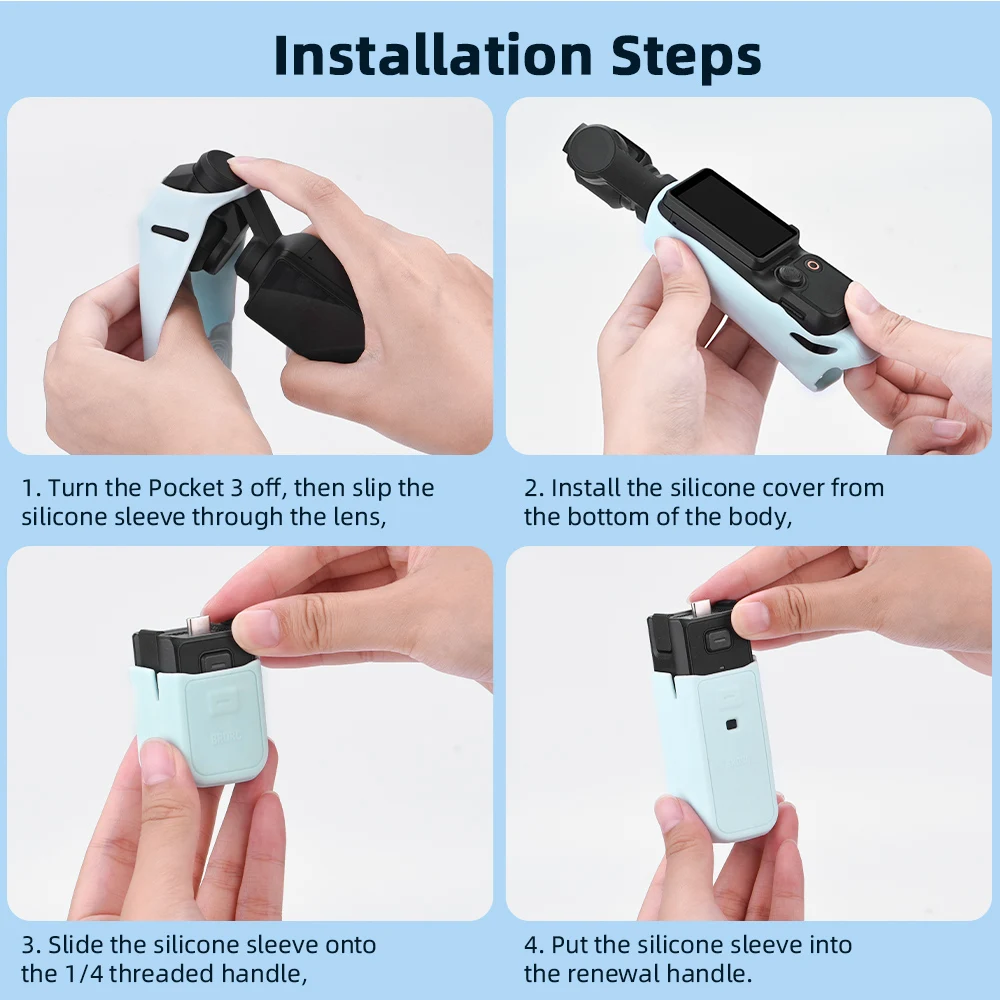 Installation Steps
1. Turn the Pocket 3 off, then slip the
silicone sleeve through the lens,
2. Install the silicone cover from
the bottom of the body,
3. Slide the silicone sleeve onto
the 1/4 threaded handle,
4. Put the silicone sleeve into
the renewal handle.